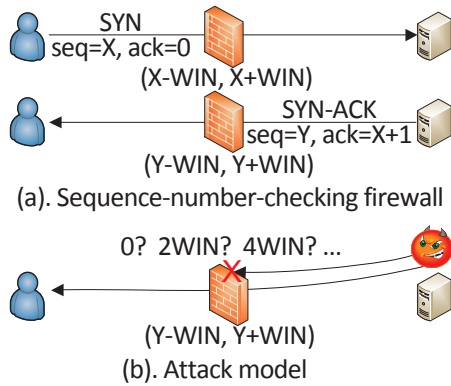 SYN
seq=X, ack=0
(X-WIN, X+WIN)
SYN-ACK
seq=Y, ack=X+1
(Y-WIN, Y+WIN)
(a). Sequence-number-checking firewall
0? 2WIN? 4WIN? ...
X
(Y-WIN, Y+WIN)
(b). Attack model